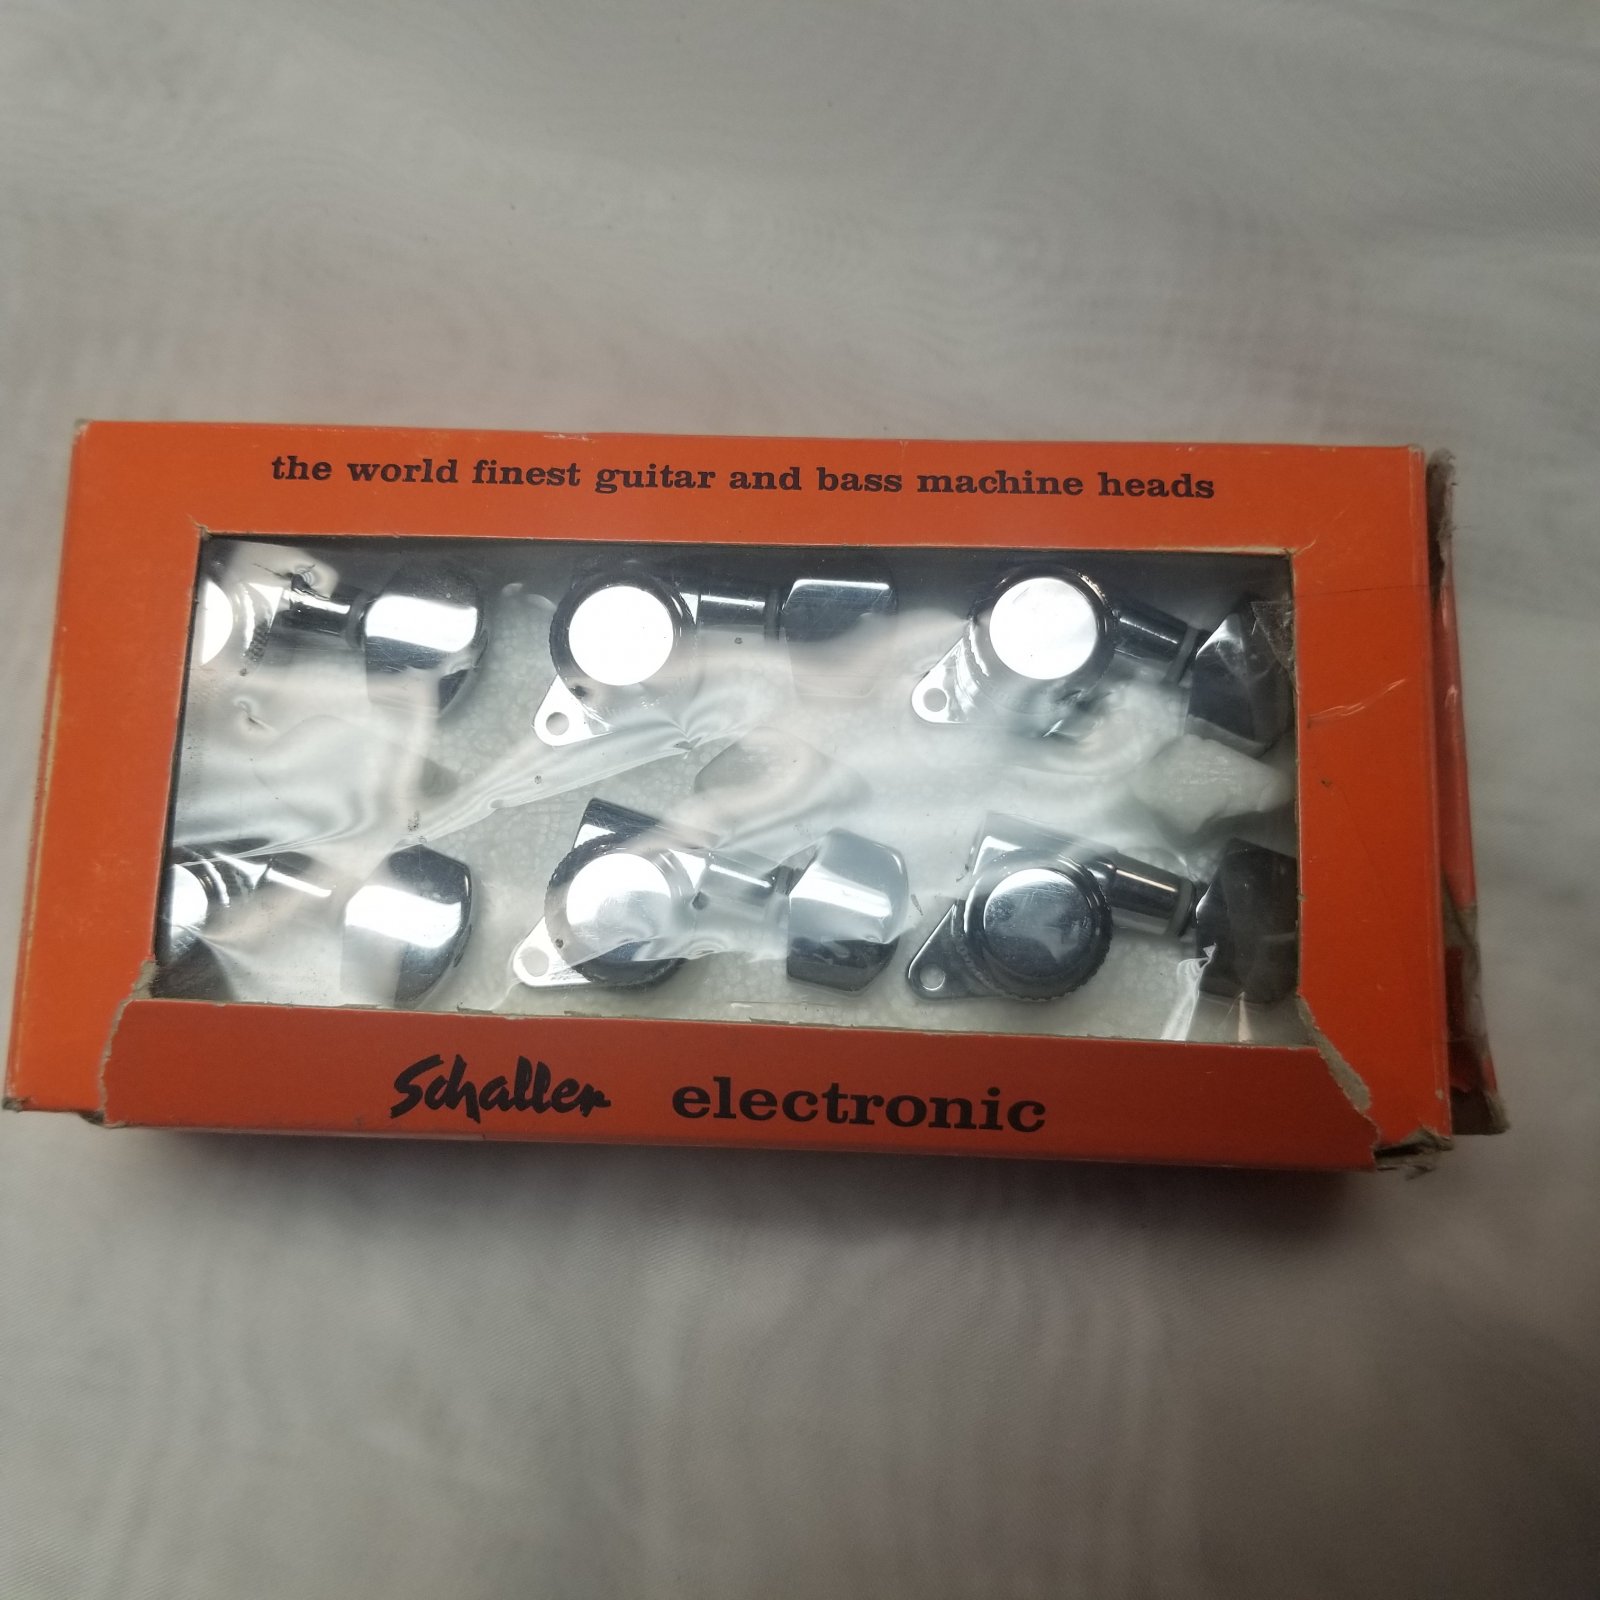 the world finest guitar and bass machine heads
Schaller electronic